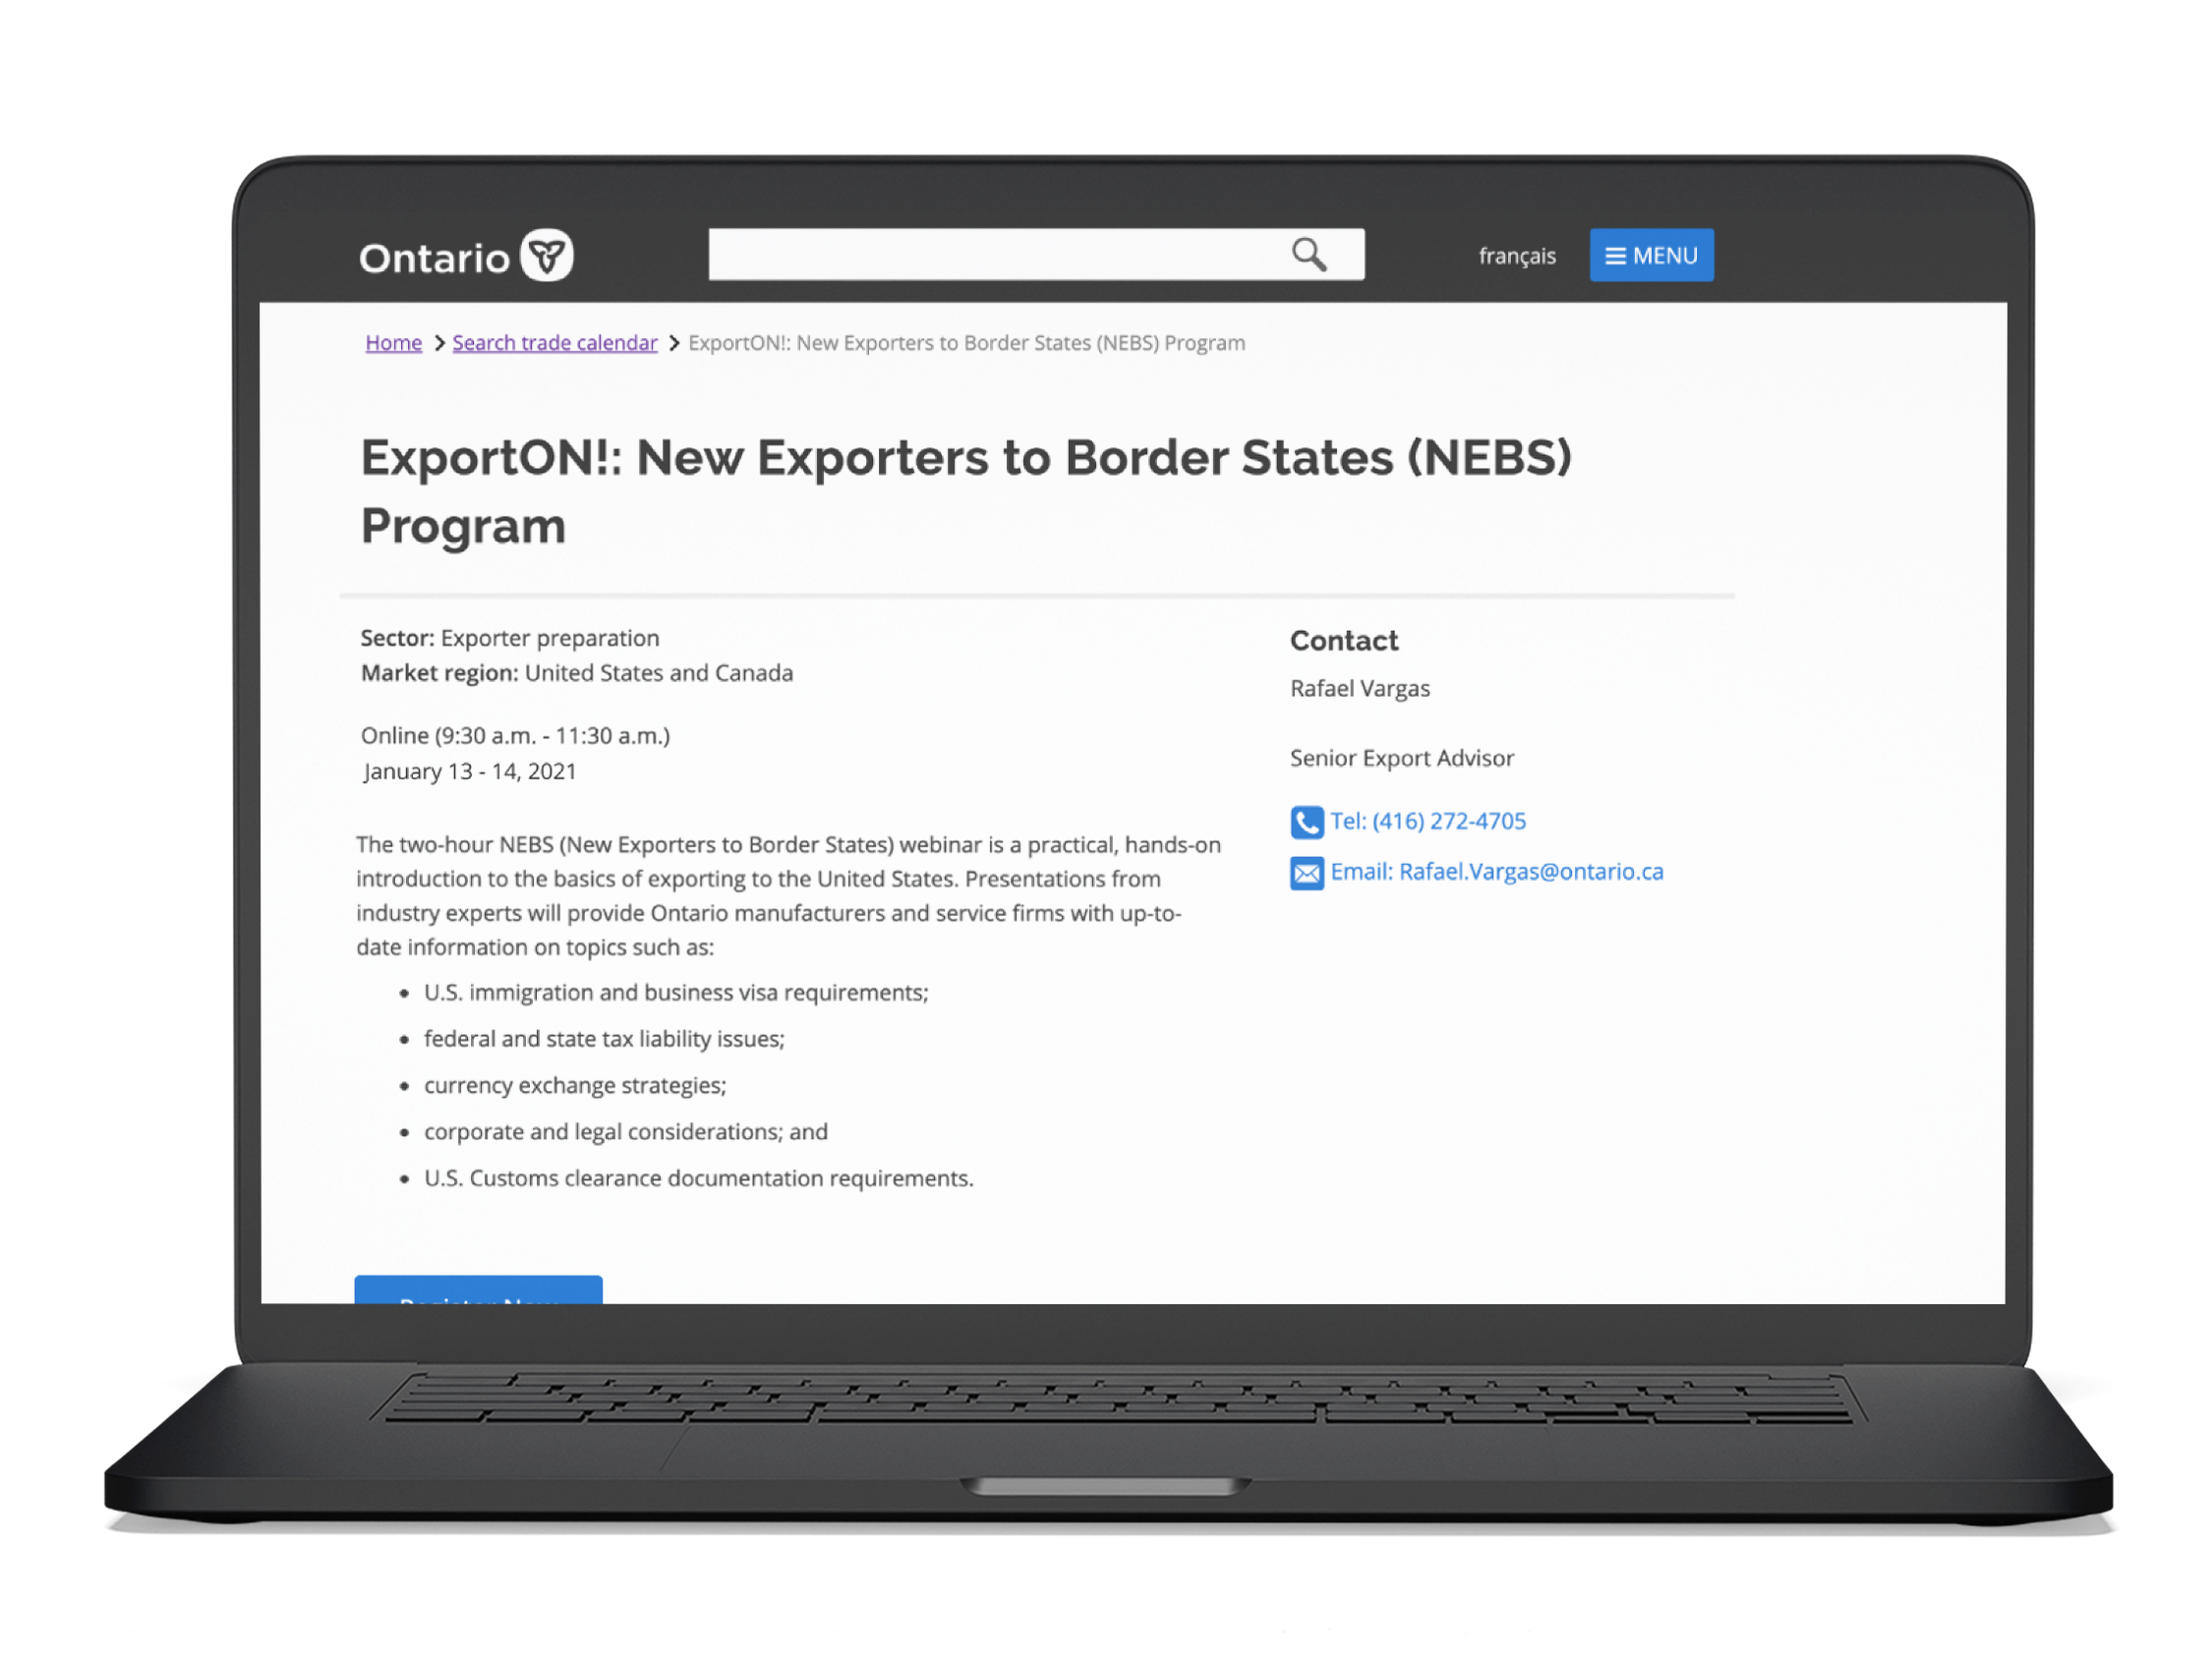 Ontario
français
MENU
Home > Search trade calendar > ExportON!: New Exporters to Border States (NEBS) Program
ExportON!: New Exporters to Border States (NEBS)
Program
Sector: Exporter preparation
Market region: United States and Canada
Online (9:30 a.m. - 11:30 a.m.)
January 13 - 14, 2021
The two-hour NEBS (New Exporters to Border States) webinar is a practical, hands-on
introduction to the basics of exporting to the United States. Presentations from
industry experts will provide Ontario manufacturers and service firms with up-to-
date information on topics such as:
• U.S. immigration and business visa requirements;
• federal and state tax liability issues;
• currency exchange strategies;
• corporate and legal considerations; and
• U.S. Customs clearance documentation requirements.
Register Now
Contact
Rafael Vargas
Senior Export Advisor
Tel: (416) 272-4705
Email: Rafael.Vargas@ontario.ca